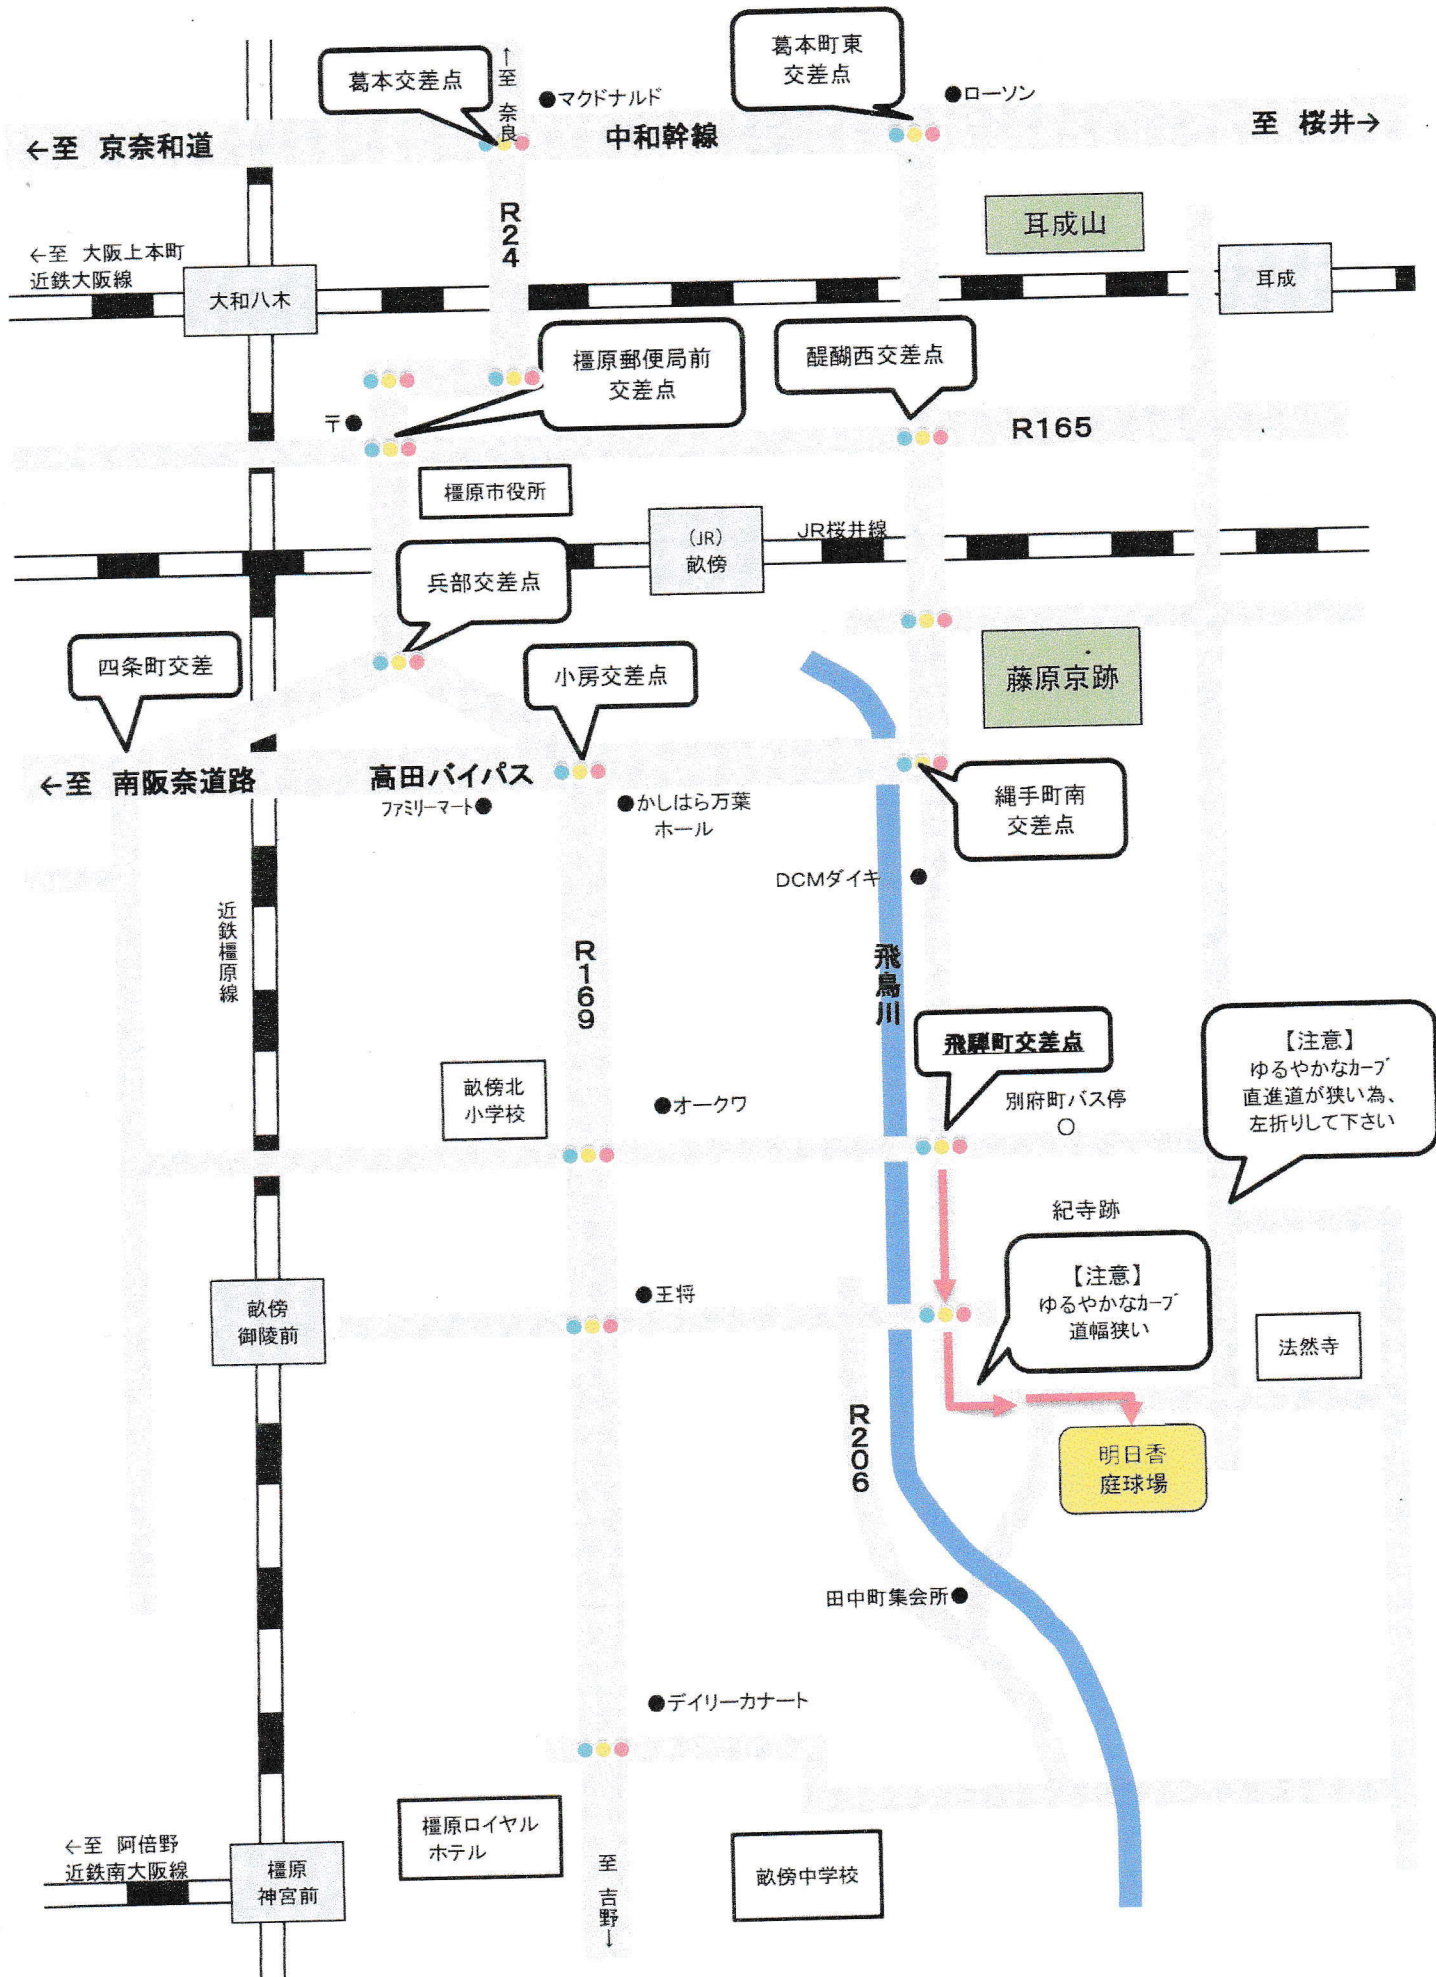 葛本交差点
↑至 奈良
●マクドナルド
葛本町東
交差点
●ローソン
←至 京奈和道
中和幹線
至 桜井→
R24
耳成山
←至 大阪上本町
近鉄大阪線
大和八木
耳成
橿原郵便局前
交差点
醍醐西交差点
〒●
R165
橿原市役所
(JR)
畝傍
JR桜井線
兵部交差点
四条町交差
小房交差点
藤原京跡
←至 南阪奈道路
高田バイパス
ファミリーマート●
●かしはら万葉
ホール
縄手町南
交差点
DCMダイキ ●
近鉄橿原線
R169
飛鳥川
飛驒町交差点
別府町バス停
○
【注意】
ゆるやかなカーブ
直進道が狭い為、
左折りして下さい
畝傍北
小学校
●オークワ
紀寺跡
【注意】
ゆるやかなカーブ
道幅狭い
畝傍
御陵前
●王将
法然寺
R206
明日香
庭球場
田中町集会所●
●デイリーカナート
←至 阿倍野
近鉄南大阪線
橿原
神宮前
橿原ロイヤル
ホテル
至 吉野→
畝傍中学校